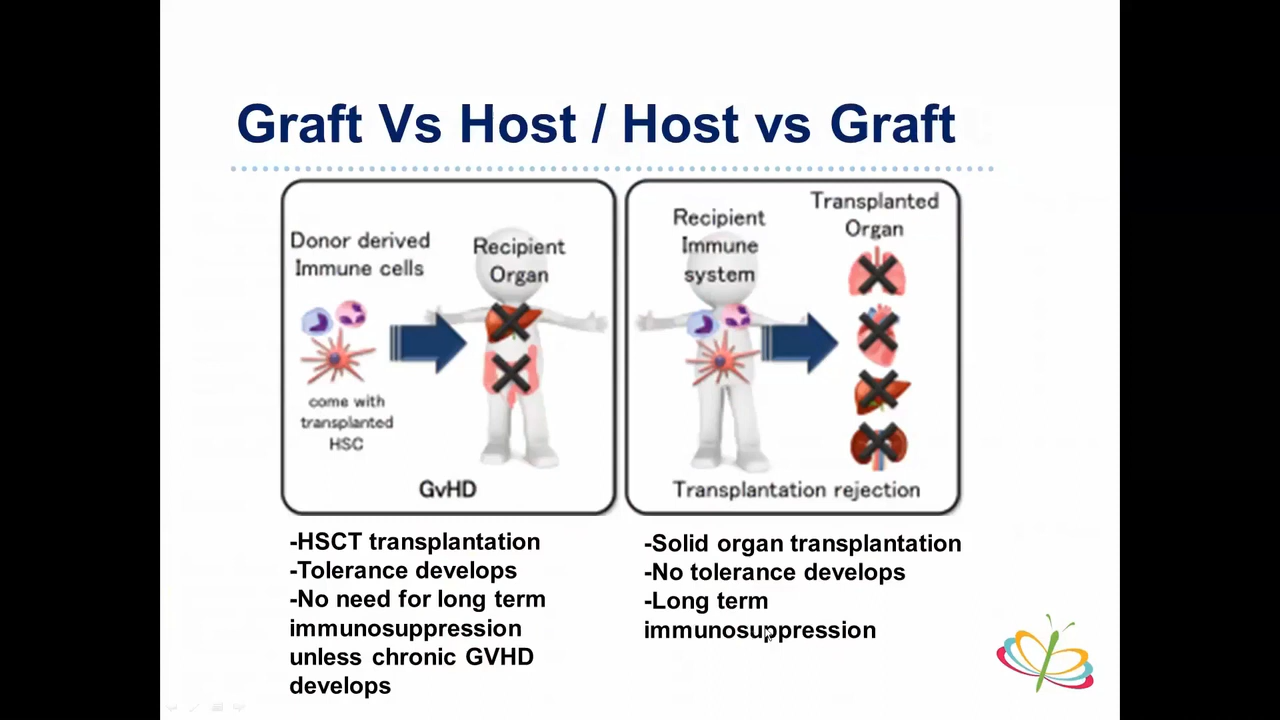 Graft Vs Host / Host vs Graft
Donor derived
Immune cells
Recipient
Organ
come with
transplanted
HSC
GvHD
Recipient
Immune
system
Transplanted
Organ
Transplantation rejection
-HSCT transplantation
-Tolerance develops
-No need for long term
immunosuppression
unless chronic GVHD
develops
-Solid organ transplantation
-No tolerance develops
-Long term
immunosuppression